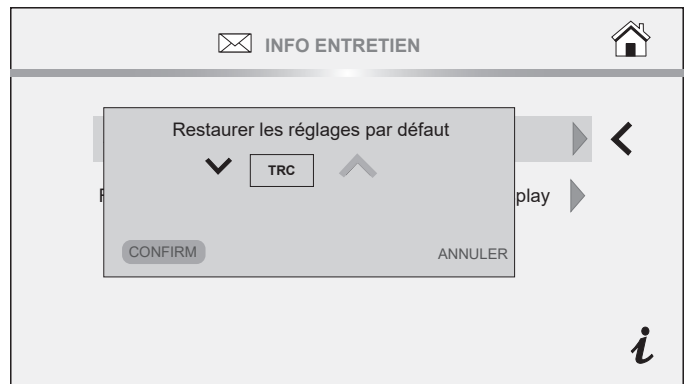 INFO ENTRETIEN
Restaurer les réglages par défaut
TRC
play
CONFIRM
ANNULER
i